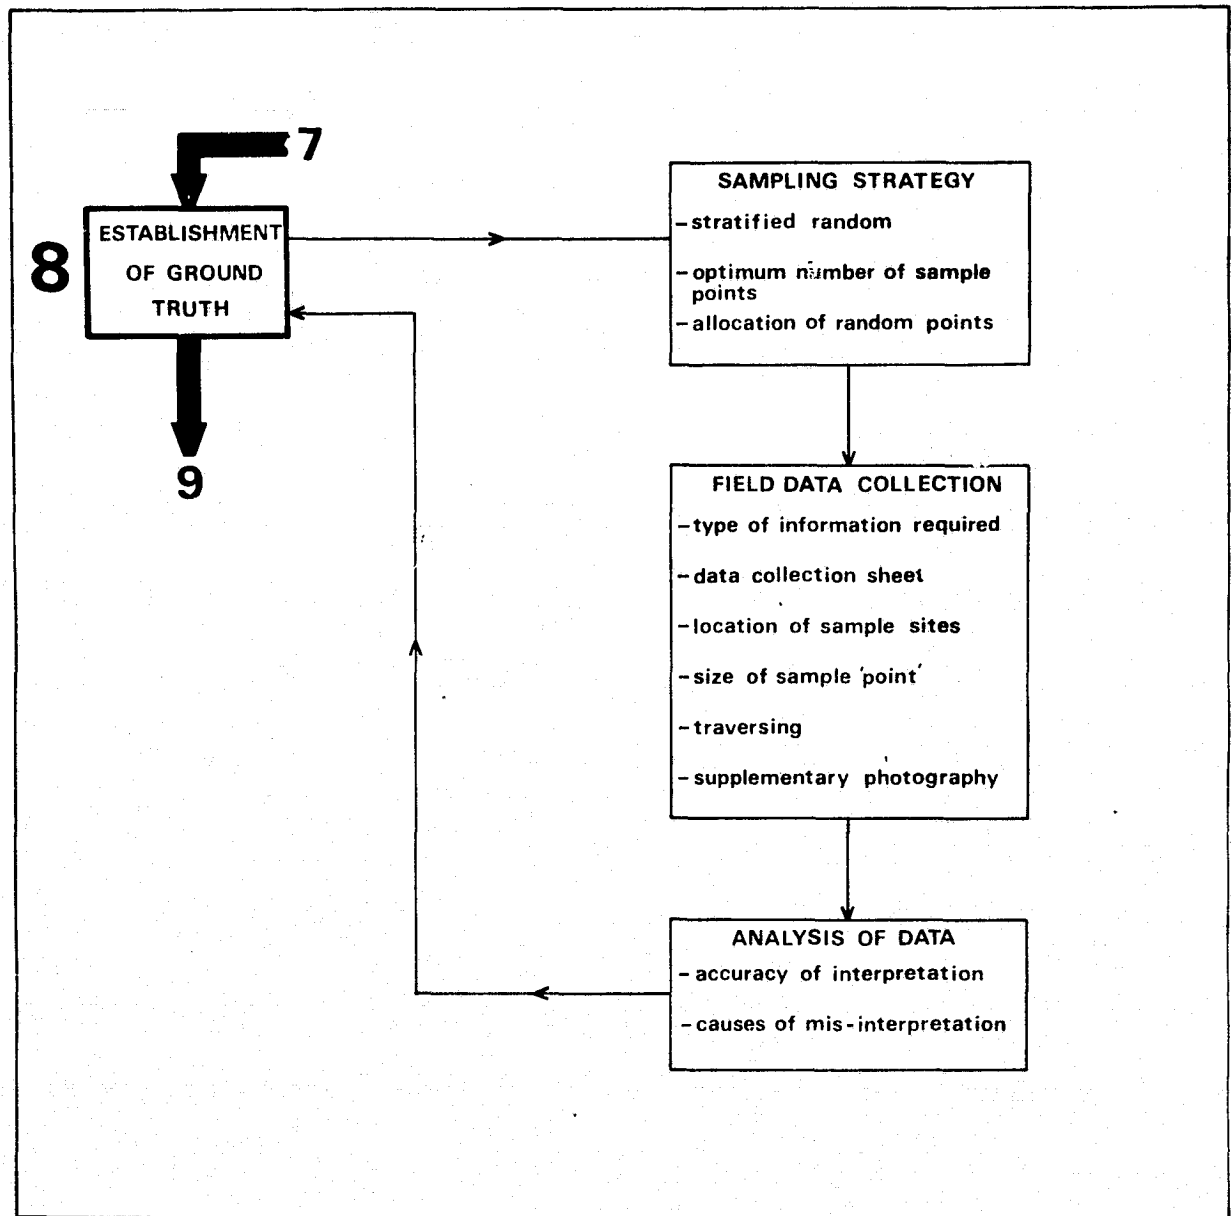 7
8
ESTABLISHMENT
OF GROUND
TRUTH
9
SAMPLING STRATEGY
-stratified random
-optimum number of sample
points
-allocation of random points
FIELD DATA COLLECTION
-type of information required
-data collection sheet
-location of sample sites
-size of sample 'point'
-traversing
-supplementary photography
ANALYSIS OF DATA
-accuracy of interpretation
-causes of mis-interpretation